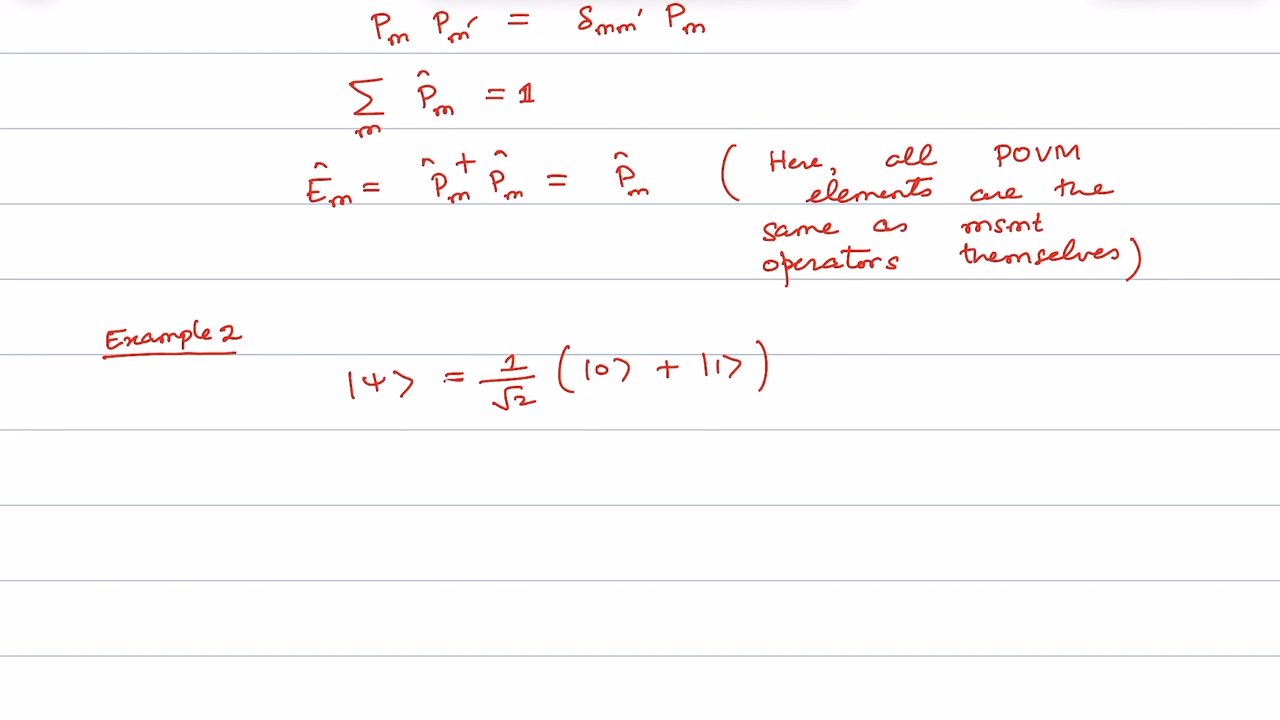 P_m P_m' = δ_mm' P_m
∑_m P̂_m = 1
Ê_m = P̂_m^+ P̂_m = P̂_m ( Here, all POVM
elements are the
same as msmt
operators themselves)
Example 2
|ψ> = 1/√2 ( |0> + |1> )